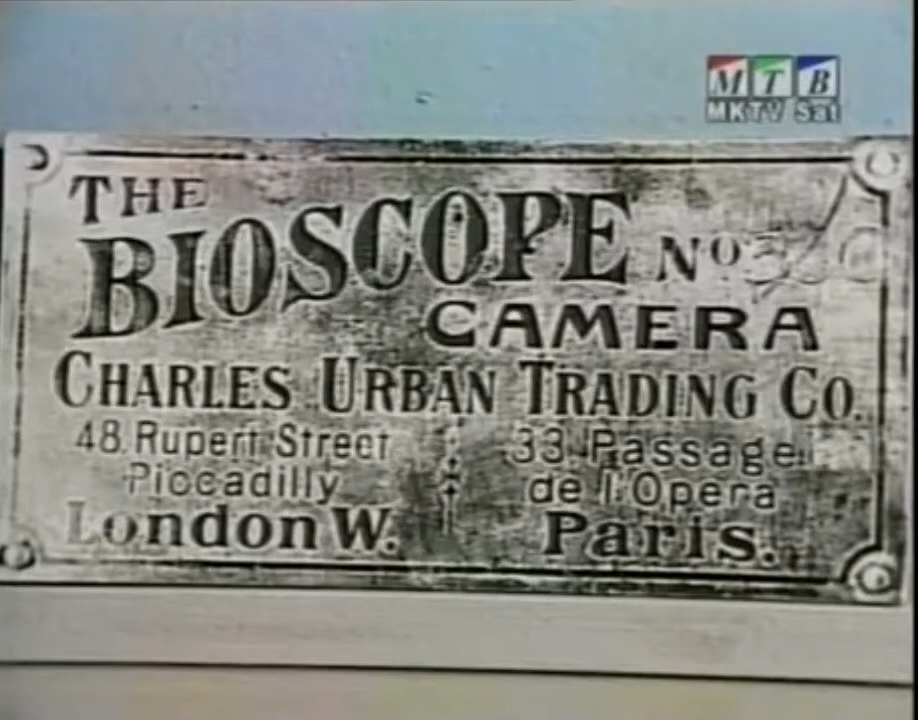 MTB
MKTV Sat
THE
BIOSCOPE No
CAMERA
CHARLES URBAN TRADING CO.
48. Rupert Street
Piccadilly
London W.
33. Passage
de l'Opera
Paris.